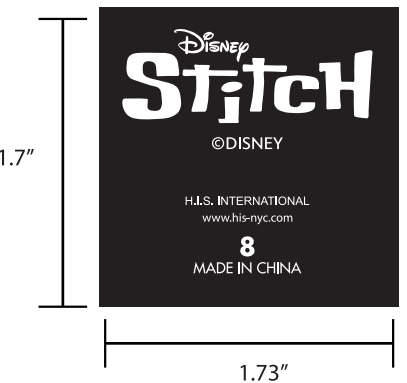 Disney
Stitch
©DISNEY
1.7"
H.I.S. INTERNATIONAL
www.his-nyc.com
8
MADE IN CHINA
1.73"